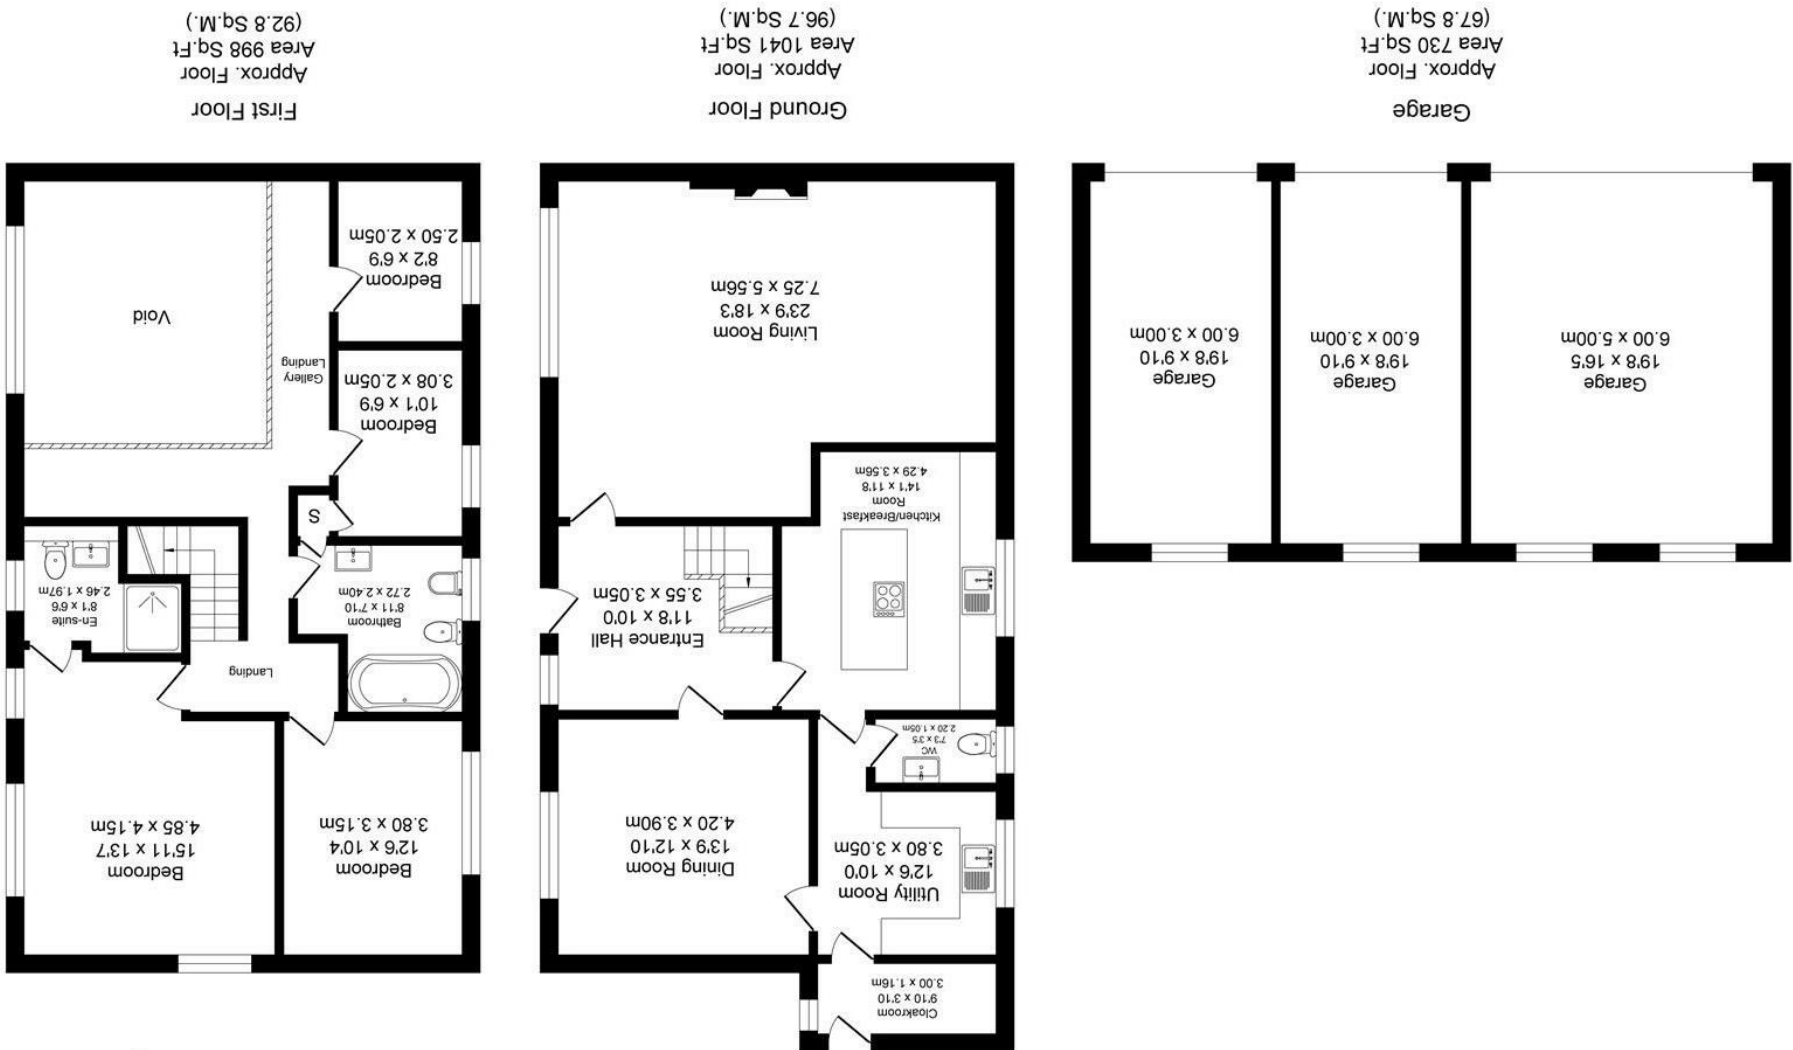 Garage
19'8 x 16'5
6.00 x 5.00m
Garage
19'8 x 9'10
6.00 x 3.00m
Garage
19'8 x 9'10
6.00 x 3.00m
Garage
Approx. Floor
Area 730 Sq.Ft
(67.8 Sq.M.)
Cloakroom
9'10 x 3'10
3.00 x 1.16m
Utility Room
12'6 x 10'0
3.80 x 3.05m
Dining Room
13'9 x 12'10
4.20 x 3.90m
WC
7'3 x 3'5
2.20 x 1.05m
Entrance Hall
11'8 x 10'0
3.55 x 3.05m
Kitchen/Breakfast
Room
14'1 x 11'8
4.29 x 3.56m
Living Room
23'9 x 18'3
7.25 x 5.56m
Ground Floor
Approx. Floor
Area 1041 Sq.Ft
(96.7 Sq.M.)
Bedroom
12'6 x 10'4
3.80 x 3.15m
Bedroom
15'11 x 13'7
4.85 x 4.15m
Landing
Bathroom
8'11 x 7'10
2.72 x 2.40m
En-suite
8'1 x 6'6
2.46 x 1.97m
S
Bedroom
10'1 x 6'9
3.08 x 2.05m
Gallery
Landing
Void
Bedroom
8'2 x 6'9
2.50 x 2.05m
First Floor
Approx. Floor
Area 998 Sq.Ft
(92.8 Sq.M.)